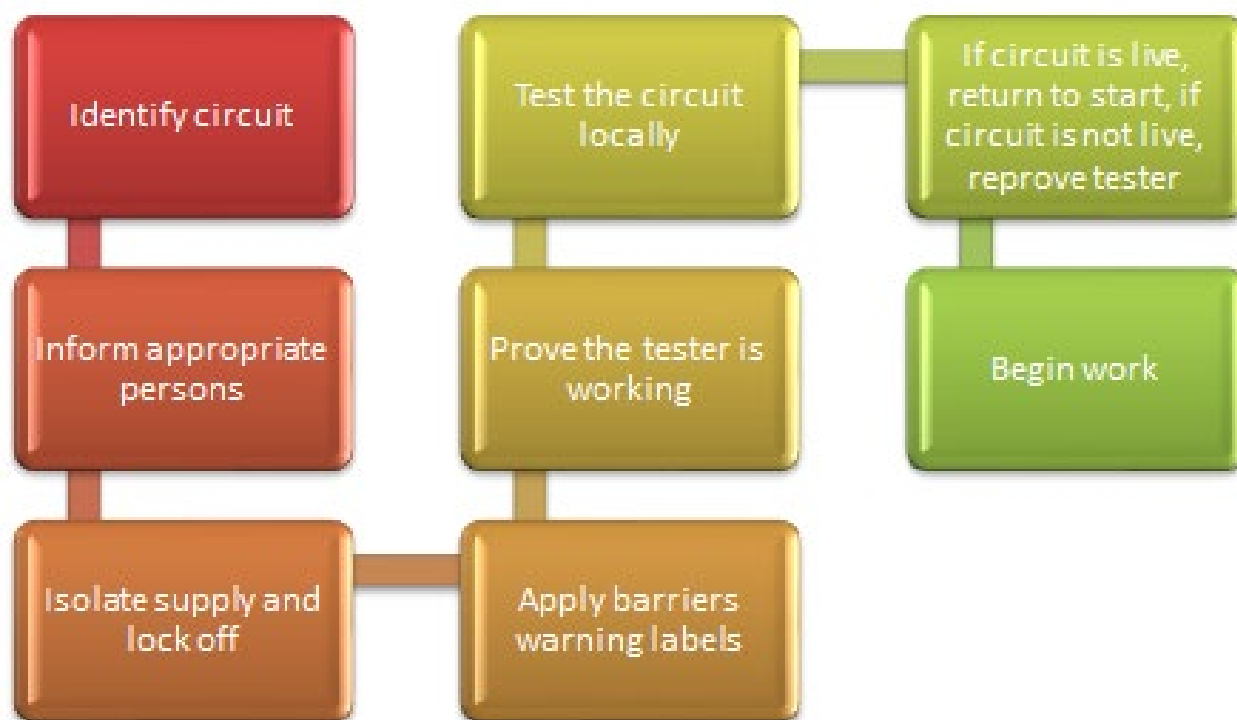 Identify circuit
Inform appropriate
persons
Isolate supply and
lock off
Apply barriers
warning labels
Prove the tester is
working
Test the circuit
locally
If circuit is live,
return to start, if
circuit is not live,
reprove tester
Begin work